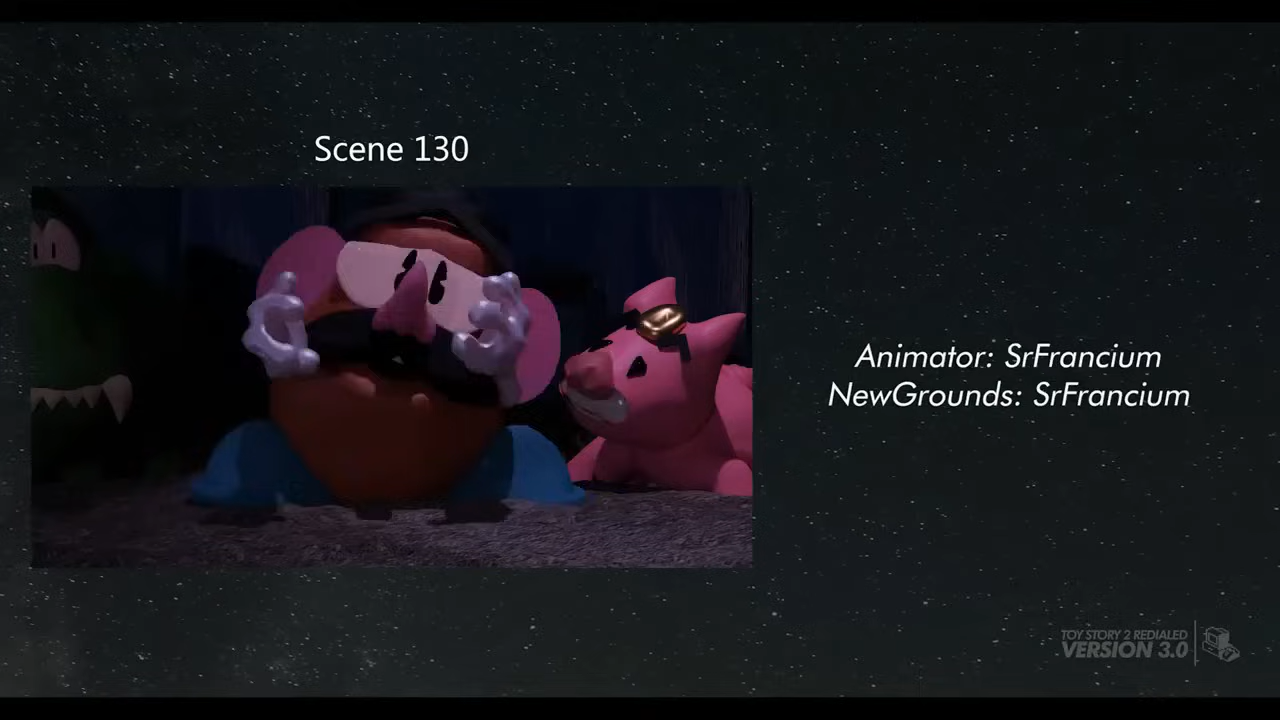 Scene 130
Animator: SrFrancium
NewGrounds: SrFrancium
TOY STORY 2 REDIALED
VERSION 3.0